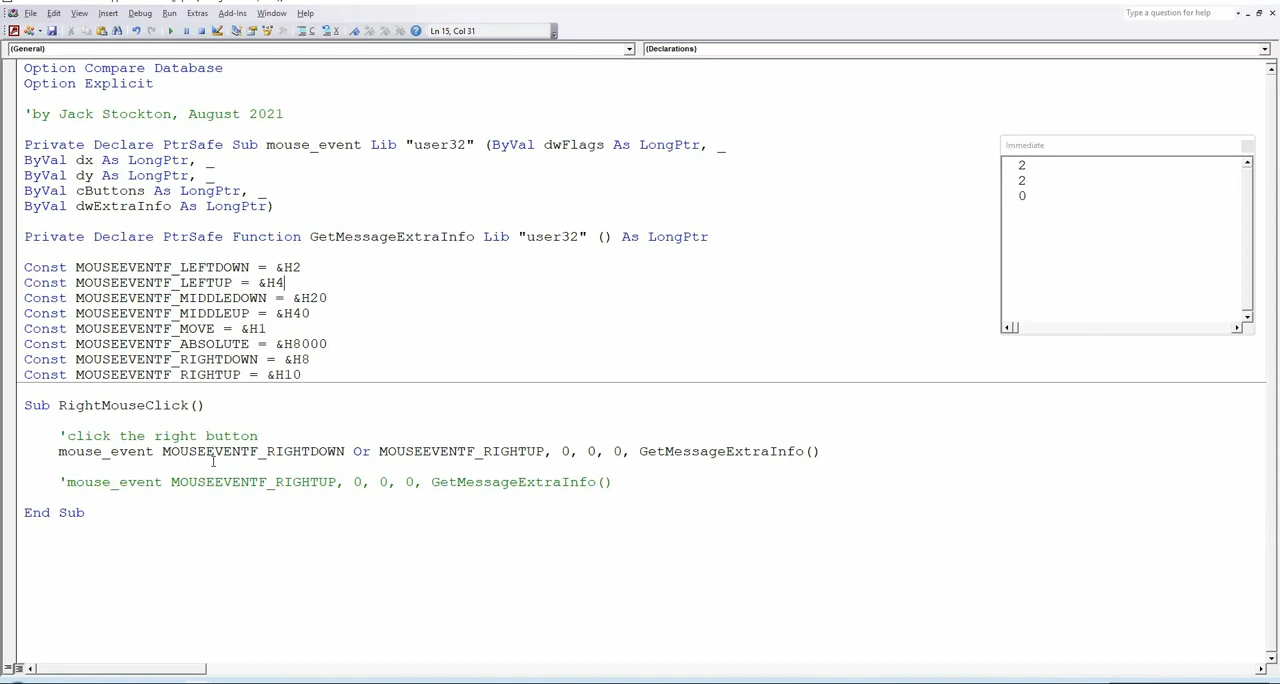 File Edit View Insert Debug Run Extras Add-Ins Window Help Type a question for help
Ln 15, Col 31
(General) (Declarations)
Option Compare Database
Option Explicit
'by Jack Stockton, August 2021
Private Declare PtrSafe Sub mouse_event Lib "user32" (ByVal dwFlags As LongPtr, _
ByVal dx As LongPtr, _
ByVal dy As LongPtr, _
ByVal cButtons As LongPtr, _
ByVal dwExtraInfo As LongPtr)
Private Declare PtrSafe Function GetMessageExtraInfo Lib "user32" () As LongPtr
Const MOUSEEVENTF_LEFTDOWN = &H2
Const MOUSEEVENTF_LEFTUP = &H4
Const MOUSEEVENTF_MIDDLEDOWN = &H20
Const MOUSEEVENTF_MIDDLEUP = &H40
Const MOUSEEVENTF_MOVE = &H1
Const MOUSEEVENTF_ABSOLUTE = &H8000
Const MOUSEEVENTF_RIGHTDOWN = &H8
Const MOUSEEVENTF_RIGHTUP = &H10
Sub RightMouseClick()
'click the right button
mouse_event MOUSEEVENTF_RIGHTDOWN Or MOUSEEVENTF_RIGHTUP, 0, 0, 0, GetMessageExtraInfo()
'mouse_event MOUSEEVENTF_RIGHTUP, 0, 0, 0, GetMessageExtraInfo()
End Sub
Immediate
2
2
0